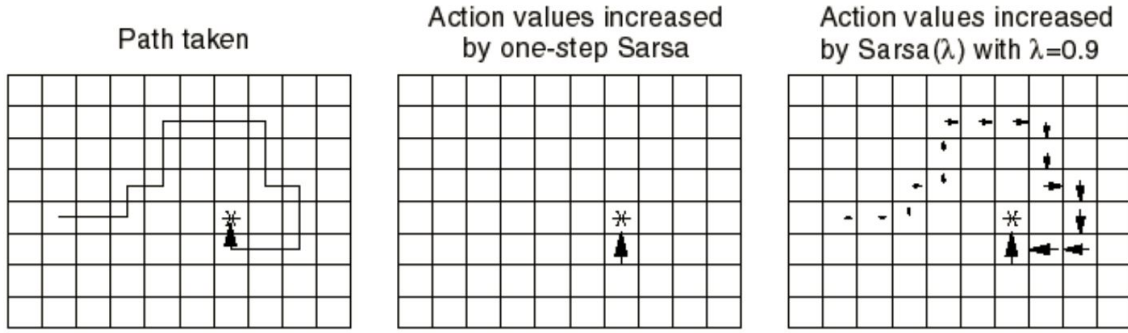 Path taken
Action values increased
by one-step Sarsa
Action values increased
by Sarsa(λ) with λ=0.9